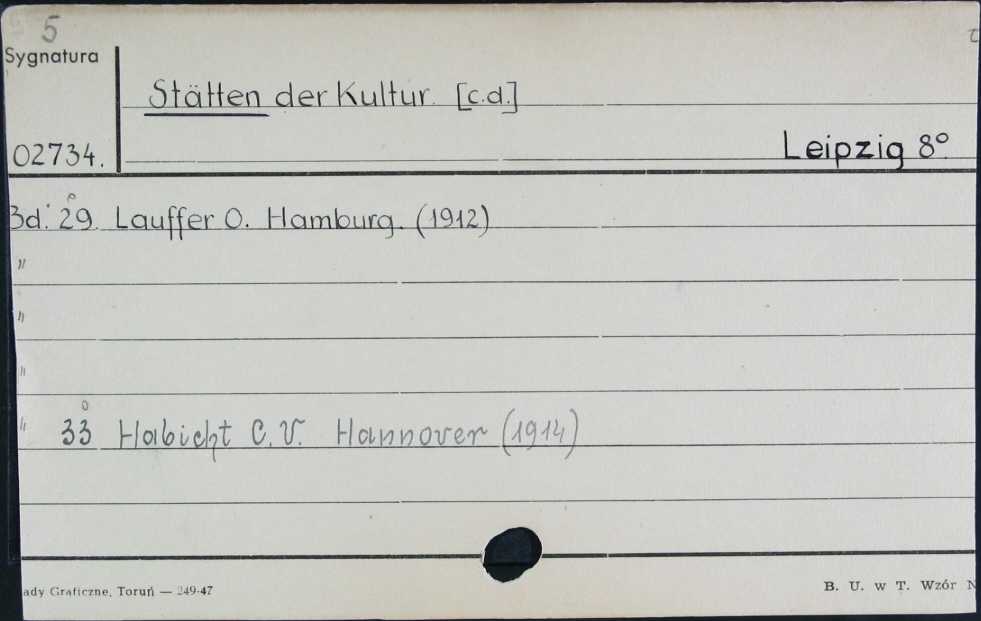 5
Sygnatura
Stätten der Kultur. [c.d.]
02734.
Leipzig 8°
Bd. 29. Lauffer O. Hamburg. (1912)
"
"
"
" 33 Habicht C. V. Hannover (1914)
ady Graficzne, Toruń — 249-47
B. U. w T. Wzór N